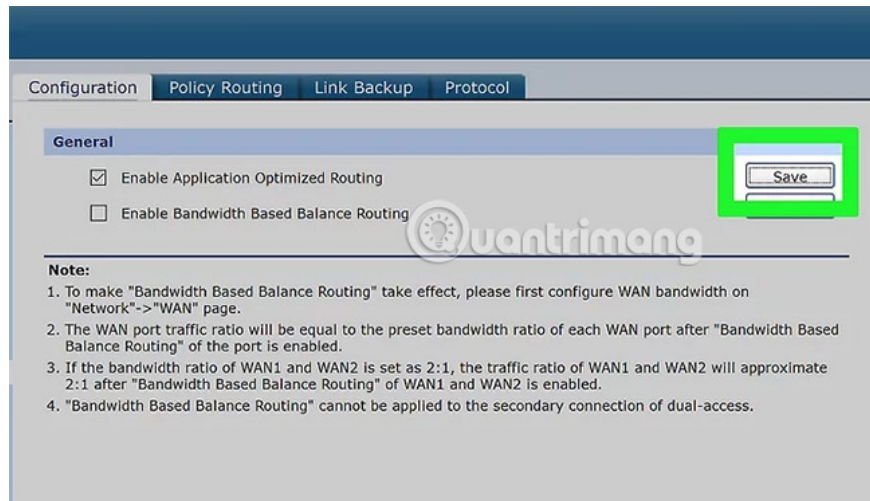 Configuration Policy Routing Link Backup Protocol
General
Enable Application Optimized Routing
Save
Enable Bandwidth Based Balance Routing
Quantrimang
Note:
1. To make "Bandwidth Based Balance Routing" take effect, please first configure WAN bandwidth on
"Network"->"WAN" page.
2. The WAN port traffic ratio will be equal to the preset bandwidth ratio of each WAN port after "Bandwidth Based
Balance Routing" of the port is enabled.
3. If the bandwidth ratio of WAN1 and WAN2 is set as 2:1, the traffic ratio of WAN1 and WAN2 will approximate
2:1 after "Bandwidth Based Balance Routing" of WAN1 and WAN2 is enabled.
4. "Bandwidth Based Balance Routing" cannot be applied to the secondary connection of dual-access.